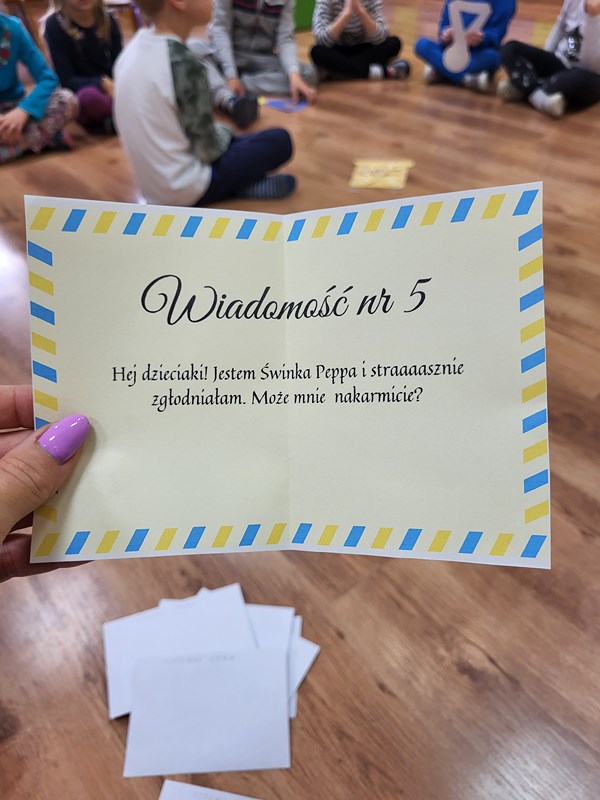 Wiadomość nr 5
Hej dzieciaki! Jestem Świnka Peppa i straaaasznie
zgłodniałam. Może mnie nakarmicie?